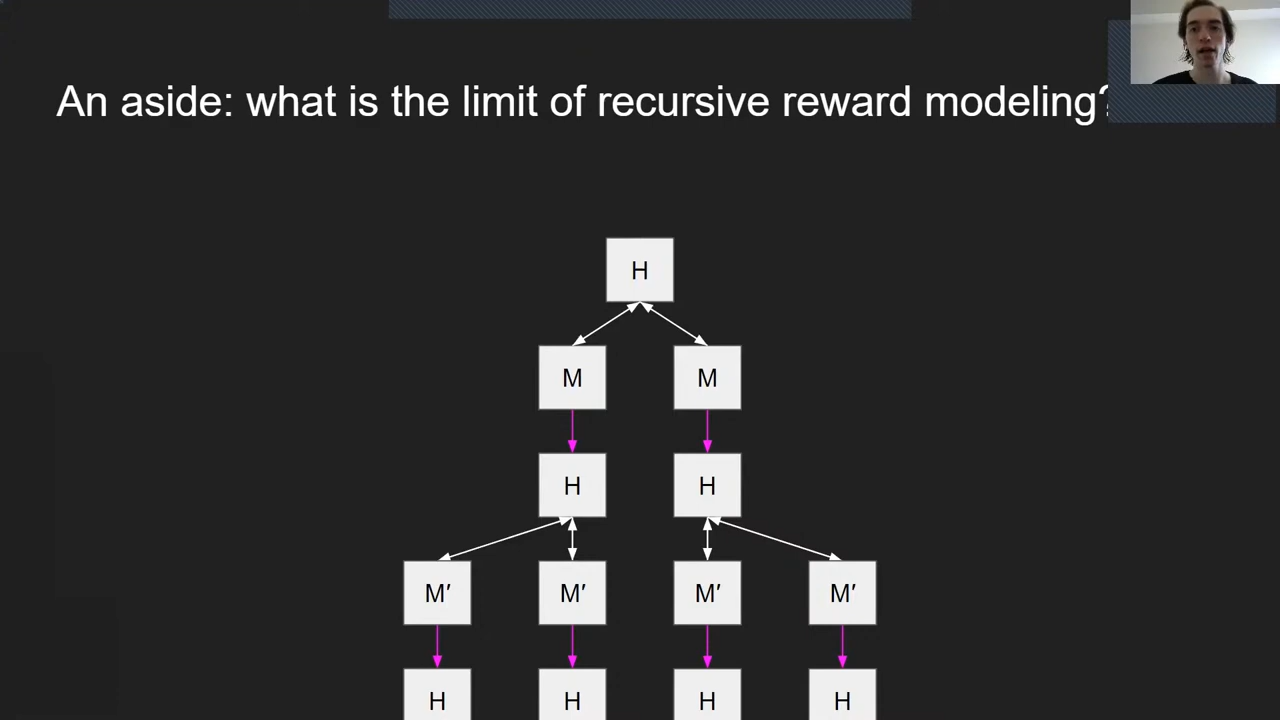 An aside: what is the limit of recursive reward modeling?
H
M M
H H
M′ M′ M′ M′
H H H H